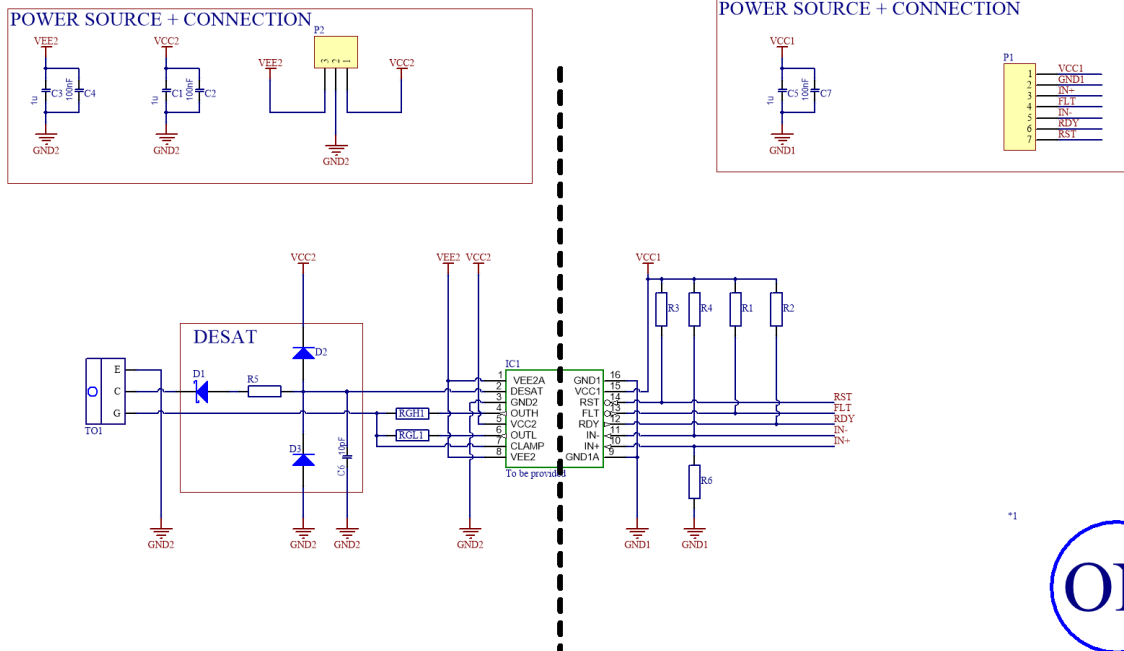 POWER SOURCE + CONNECTION
POWER SOURCE + CONNECTION
VEE2
VCC2
P2
VEE2
VCC2
3 2 1
1u
C3
100nF
C4
1u
C1
100nF
C2
GND2
GND2
GND2
VCC1
1u
C5
100nF
C7
GND1
P1
1 VCC1
2 GND1
3 IN+
4 FLT
5 IN-
6 RDY
7 RST
VCC2
VEE2
VCC2
VCC1
DESAT
R3
R4
R1
R2
D2
D1
R5
E
C
G
TO1
IC1
1 VEE2A GND1 16
2 DESAT VCC1 15
3 GND2 RST 14
4 OUTH FLT 13
5 VCC2 RDY 12
6 OUTL IN- 11
7 CLAMP IN+ 10
8 VEE2 GND1A 9
RGH1
RGL1
RST
FLT
RDY
IN-
IN+
D3
C6
10pF
To be provided
R6
GND2
GND2
GND2
GND2
GND1
GND1
*1